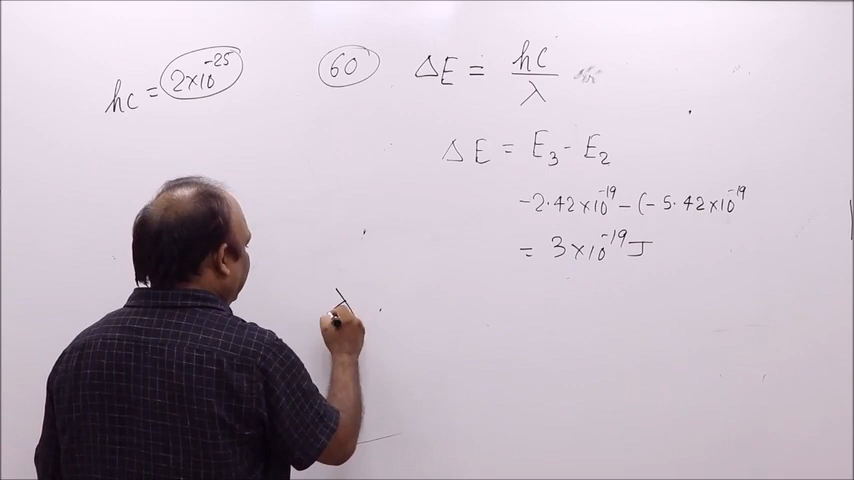 hc = 2×10⁻²⁵
60 ΔE = hc/λ
ΔE = E₃ - E₂
-2.42×10⁻¹⁹ - (-5.42×10⁻¹⁹
= 3×10⁻¹⁹ J
λ